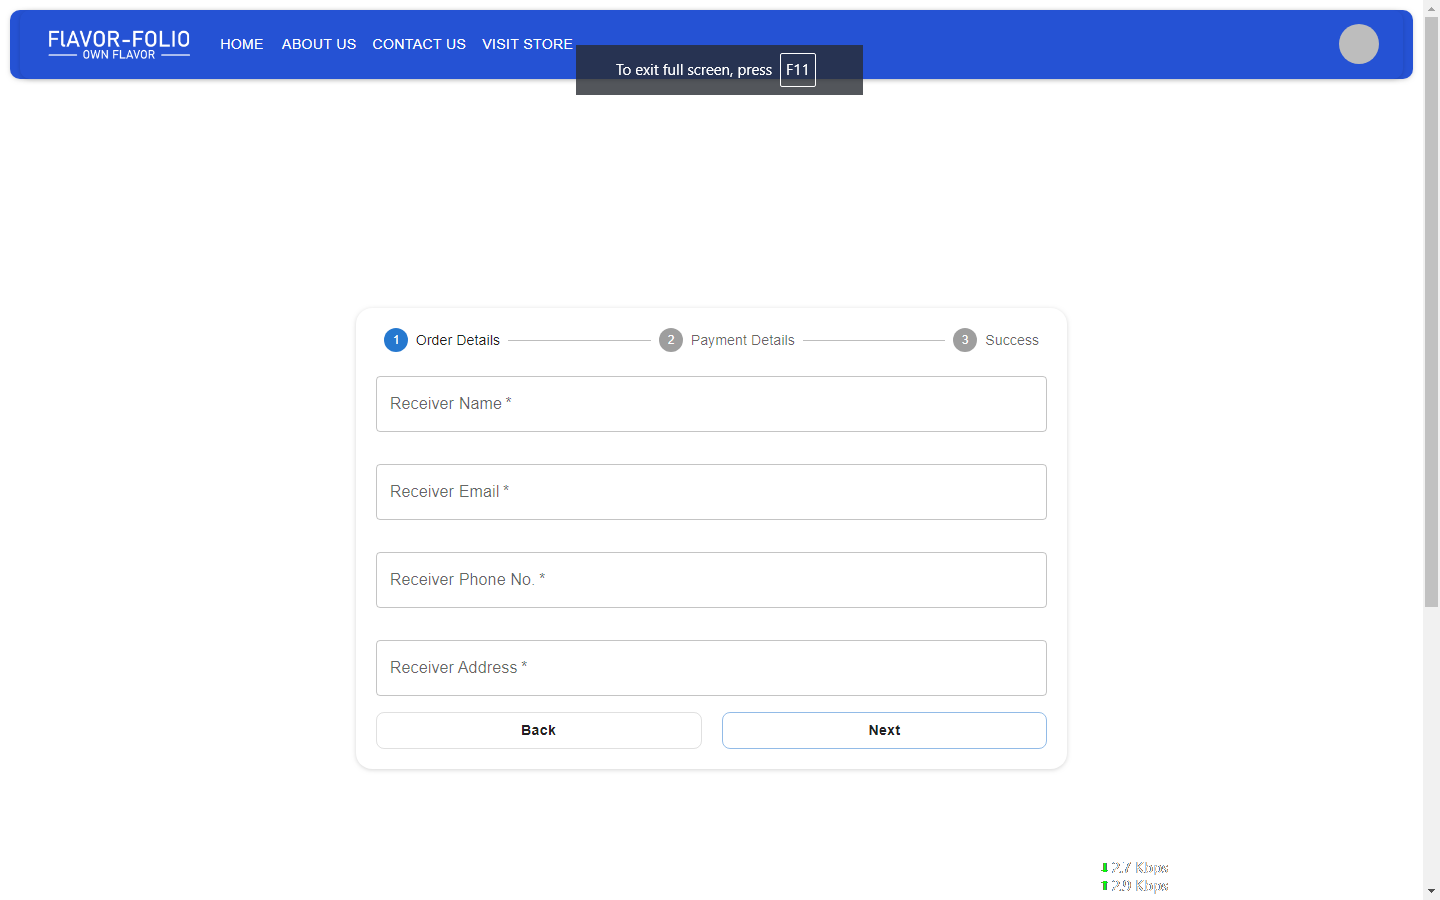 FlAVOR-FOLIO
OWN FLAVOR
HOME ABOUT US CONTACT US VISIT STORE
To exit full screen, press F11
1 Order Details 2 Payment Details 3 Success
Receiver Name *
Receiver Email *
Receiver Phone No. *
Receiver Address *
Back Next
2.7 Kbps
2.9 Kbps